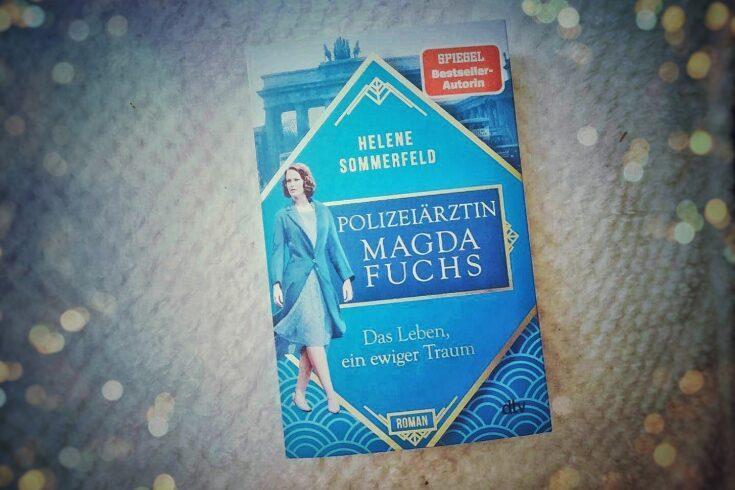 SPIEGEL
Bestseller-
Autorin
HELENE
SOMMERFELD
POLIZEIÄRZTIN
MAGDA
FUCHS
Das Leben,
ein ewiger Traum
ROMAN
dtv